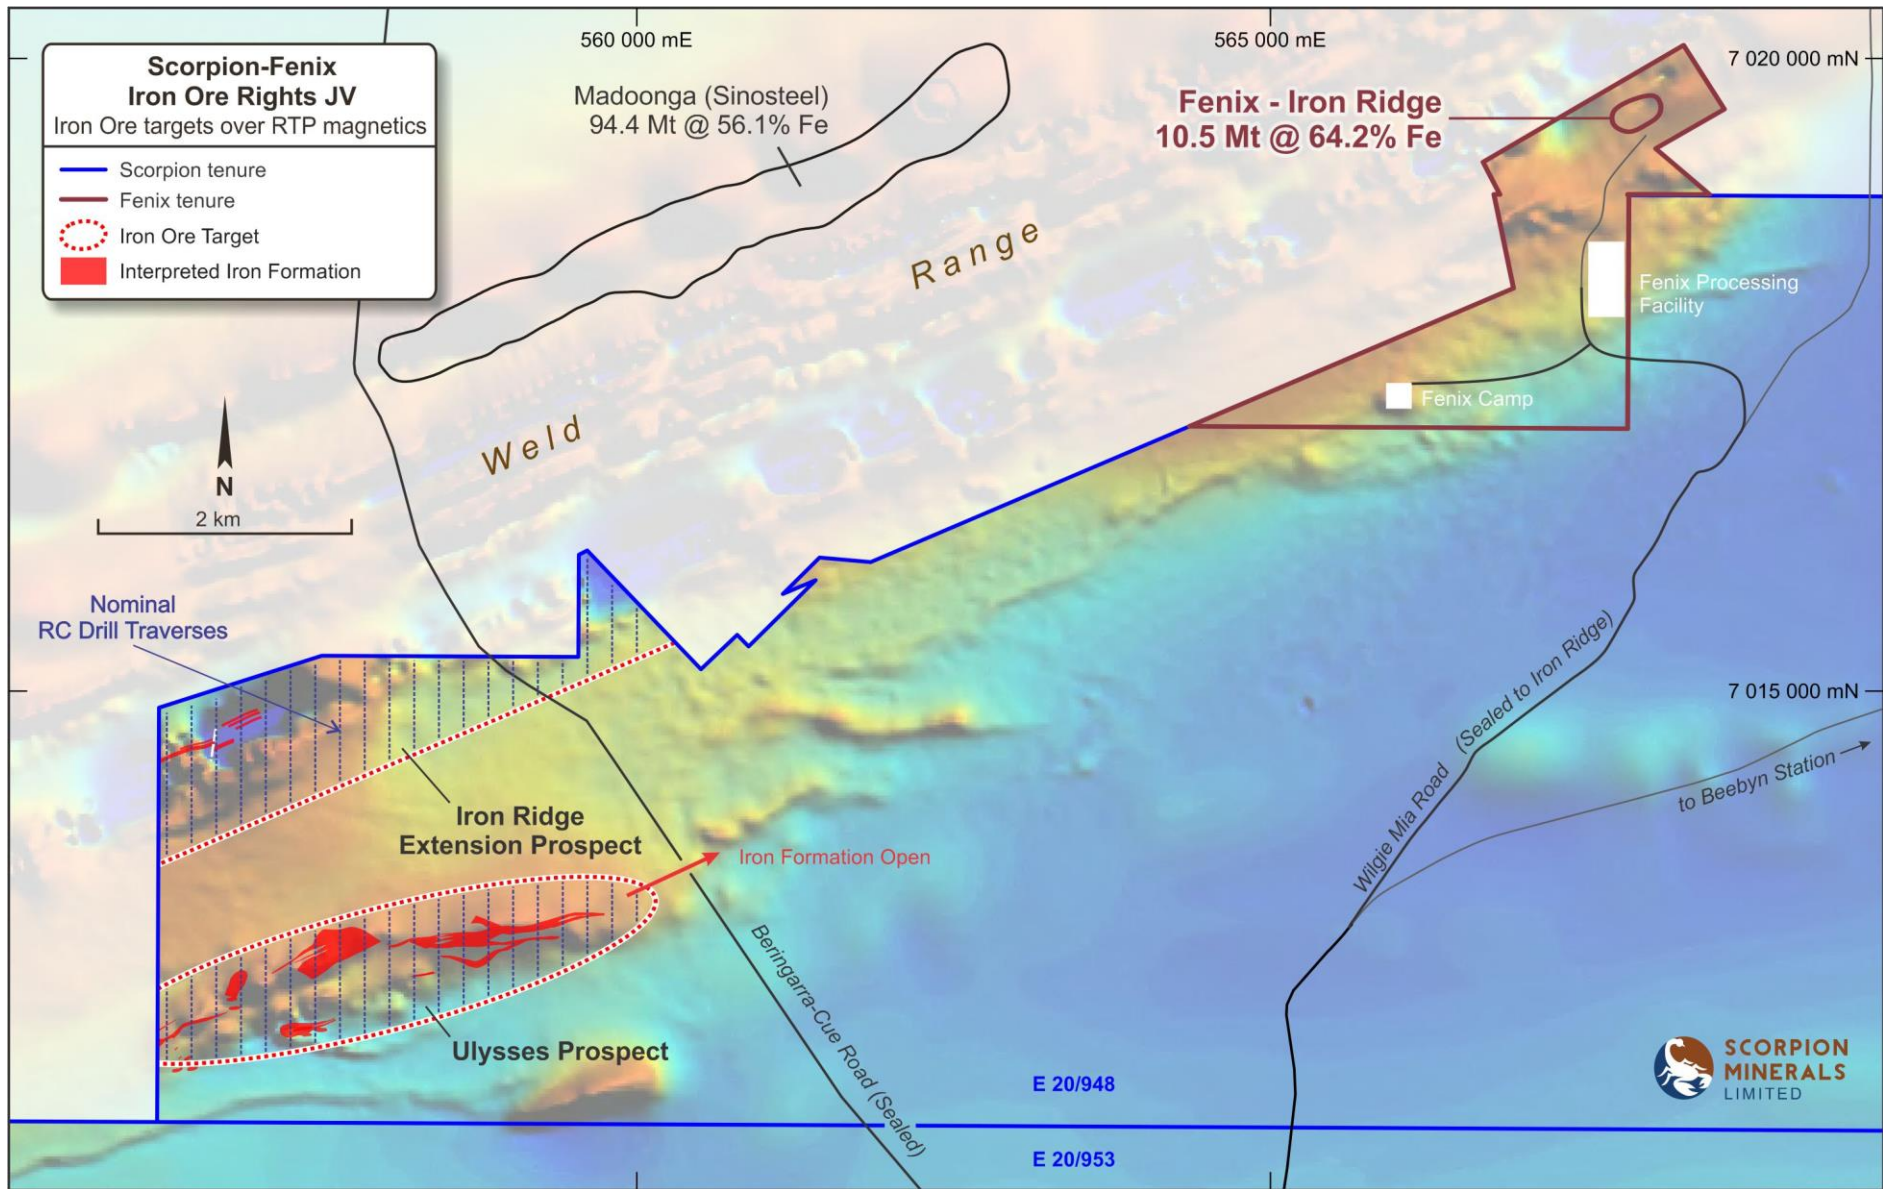 560 000 mE
565 000 mE
7 020 000 mN
Scorpion-Fenix
Iron Ore Rights JV
Iron Ore targets over RTP magnetics
Scorpion tenure
Fenix tenure
Iron Ore Target
Interpreted Iron Formation
Madoonga (Sinosteel)
94.4 Mt @ 56.1% Fe
Fenix - Iron Ridge
10.5 Mt @ 64.2% Fe
Weld Range
Fenix Processing
Facility
Fenix Camp
N
2 km
Nominal
RC Drill Traverses
7 015 000 mN
Wilgie Mia Road (Sealed to Iron Ridge)
to Beebyn Station
Iron Ridge
Extension Prospect
Iron Formation Open
Beringarra-Cue Road (Sealed)
Ulysses Prospect
E 20/948
E 20/953
SCORPION
MINERALS
LIMITED